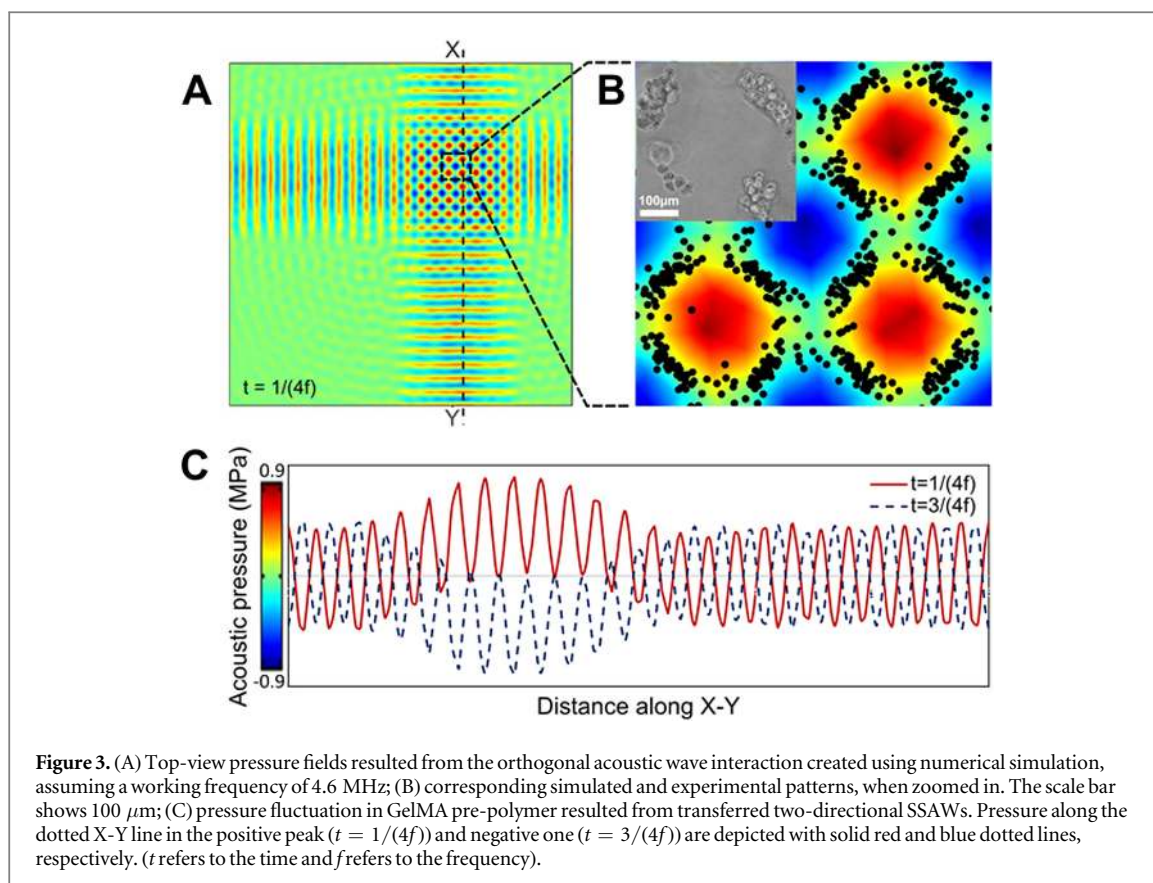 X
A
B
t = 1/(4f)
Y
100μm
C
0.9
Acoustic pressure (MPa)
-0.9
t=1/(4f)
t=3/(4f)
Distance along X-Y
Figure 3. (A) Top-view pressure fields resulted from the orthogonal acoustic wave interaction created using numerical simulation,
assuming a working frequency of 4.6 MHz; (B) corresponding simulated and experimental patterns, when zoomed in. The scale bar
shows 100 μm; (C) pressure fluctuation in GelMA pre-polymer resulted from transferred two-directional SSAWs. Pressure along the
dotted X-Y line in the positive peak (t = 1/(4f)) and negative one (t = 3/(4f)) are depicted with solid red and blue dotted lines,
respectively. (t refers to the time and f refers to the frequency).